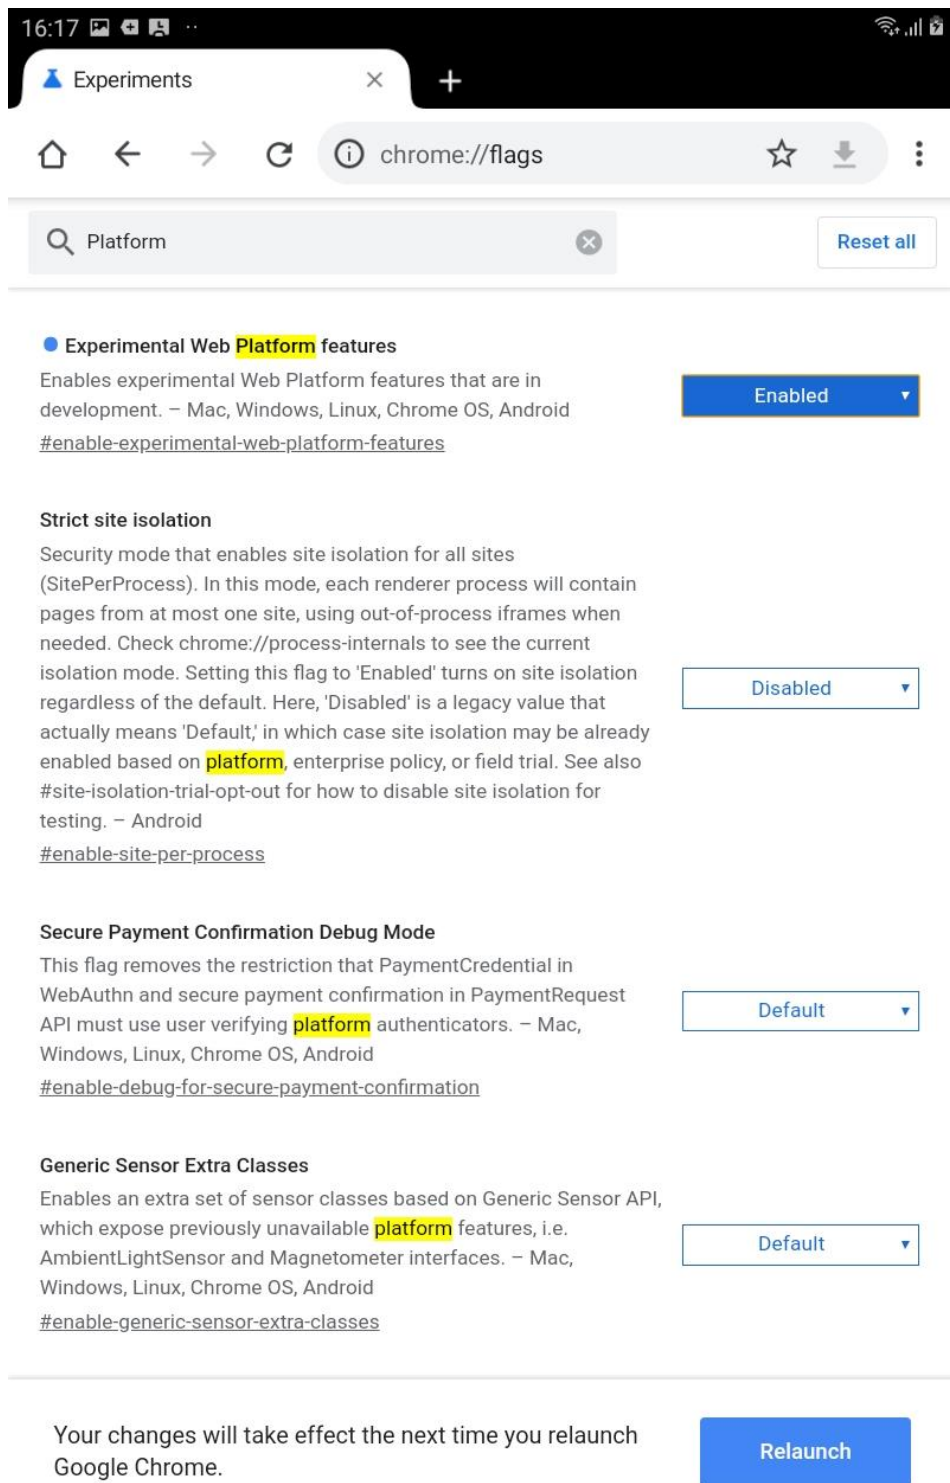 16:17
Experiments
chrome://flags
Platform
Reset all
Experimental Web Platform features
Enables experimental Web Platform features that are in
development. – Mac, Windows, Linux, Chrome OS, Android
#enable-experimental-web-platform-features
Enabled
Strict site isolation
Security mode that enables site isolation for all sites
(SitePerProcess). In this mode, each renderer process will contain
pages from at most one site, using out-of-process iframes when
needed. Check chrome://process-internals to see the current
isolation mode. Setting this flag to 'Enabled' turns on site isolation
regardless of the default. Here, 'Disabled' is a legacy value that
actually means 'Default,' in which case site isolation may be already
enabled based on platform, enterprise policy, or field trial. See also
#site-isolation-trial-opt-out for how to disable site isolation for
testing. – Android
#enable-site-per-process
Disabled
Secure Payment Confirmation Debug Mode
This flag removes the restriction that PaymentCredential in
WebAuthn and secure payment confirmation in PaymentRequest
API must use user verifying platform authenticators. – Mac,
Windows, Linux, Chrome OS, Android
#enable-debug-for-secure-payment-confirmation
Default
Generic Sensor Extra Classes
Enables an extra set of sensor classes based on Generic Sensor API,
which expose previously unavailable platform features, i.e.
AmbientLightSensor and Magnetometer interfaces. – Mac,
Windows, Linux, Chrome OS, Android
#enable-generic-sensor-extra-classes
Default
Your changes will take effect the next time you relaunch
Google Chrome.
Relaunch